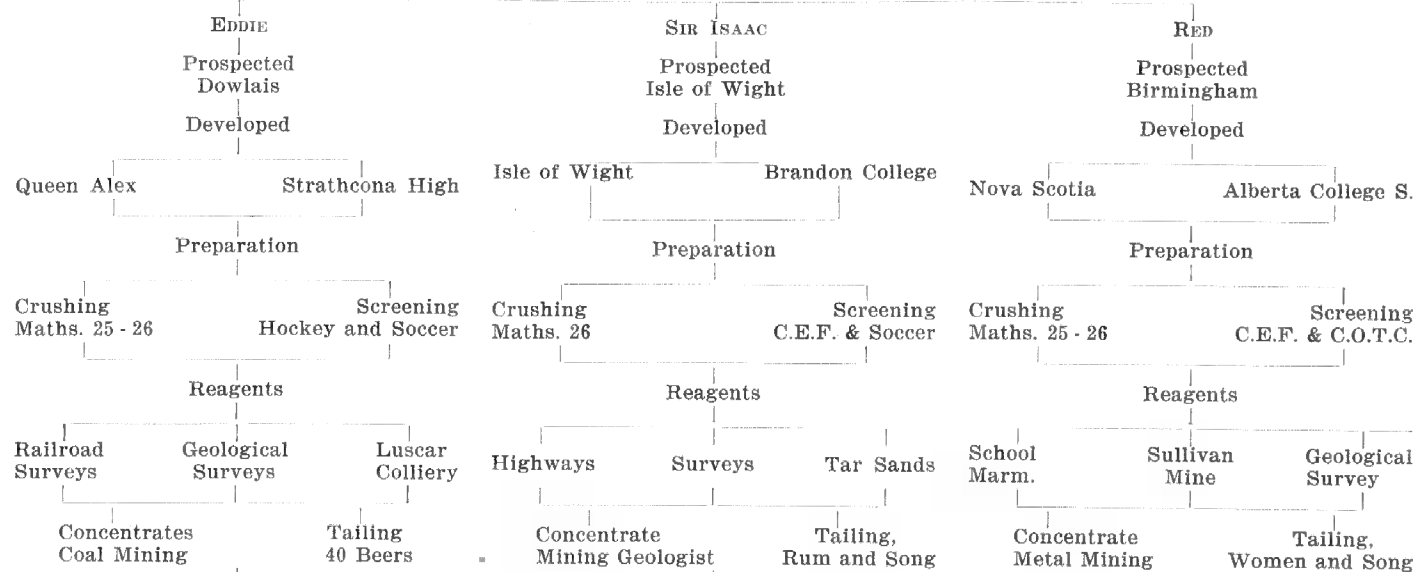 EDDIE
Prospected
Dowlais
Developed
Queen Alex Strathcona High
Preparation
Crushing Screening
Maths. 25 - 26 Hockey and Soccer
Reagents
Railroad Geological Luscar
Surveys Surveys Colliery
Concentrates Tailing
Coal Mining 40 Beers
SIR ISAAC
Prospected
Isle of Wight
Developed
Isle of Wight Brandon College
Preparation
Crushing Screening
Maths. 26 C.E.F. & Soccer
Reagents
Highways Surveys Tar Sands
Concentrate Tailing,
Mining Geologist Rum and Song
RED
Prospected
Birmingham
Developed
Nova Scotia Alberta College S.
Preparation
Crushing Screening
Maths. 25 - 26 C.E.F. & C.O.T.C.
Reagents
School Sullivan Geological
Marm. Mine Survey
Concentrate Tailing,
Metal Mining Women and Song